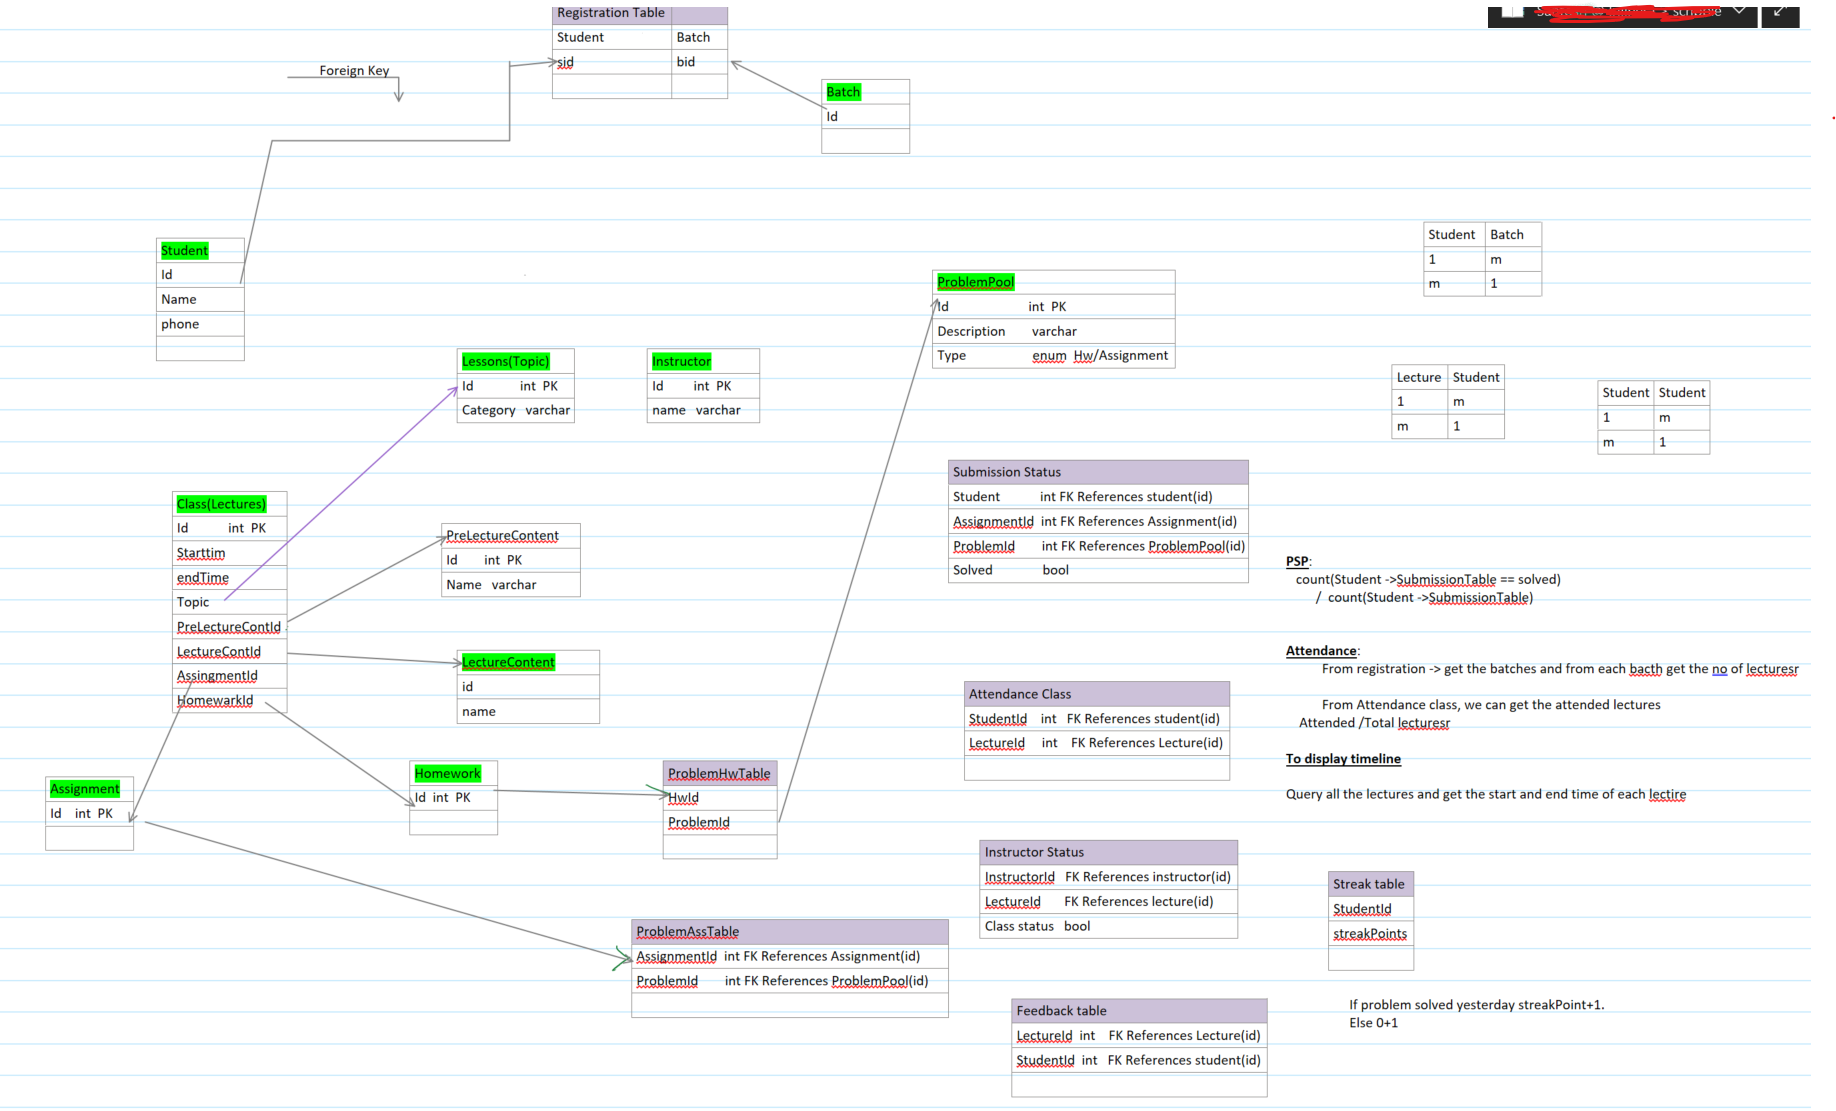 Registration Table
Student Batch
sid bid
Foreign Key
Batch
Id
Student
Id
Name
phone
Student Batch
1 m
m 1
ProblemPool
Id int PK
Description varchar
Type enum Hw/Assignment
Lessons(Topic)
Id int PK
Category varchar
Instructor
Id int PK
name varchar
Lecture Student
1 m
m 1
Student Student
1 m
m 1
Submission Status
Student int FK References student(id)
AssignmentId int FK References Assignment(id)
ProblemId int FK References ProblemPool(id)
Solved bool
Class(Lectures)
Id int PK
Starttim
endTime
Topic
PreLectureContId
LectureContId
AssingmentId
HomewarkId
PreLectureContent
Id int PK
Name varchar
PSP:
count(Student ->SubmissionTable == solved)
/ count(Student ->SubmissionTable)
LectureContent
id
name
Attendance:
From registration -> get the batches and from each bacth get the no of lecturesr
From Attendance class, we can get the attended lectures
Attended /Total lecturesr
To display timeline
Query all the lectures and get the start and end time of each lectire
Attendance Class
StudentId int FK References student(id)
LectureId int FK References Lecture(id)
Assignment
Id int PK
Homework
Id int PK
ProblemHwTable
HwId
ProblemId
Instructor Status
InstructorId FK References instructor(id)
LectureId FK References lecture(id)
Class status bool
Streak table
StudentId
streakPoints
ProblemAssTable
AssignmentId int FK References Assignment(id)
ProblemId int FK References ProblemPool(id)
Feedback table
LectureId int FK References Lecture(id)
StudentId int FK References student(id)
If problem solved yesterday streakPoint+1.
Else 0+1